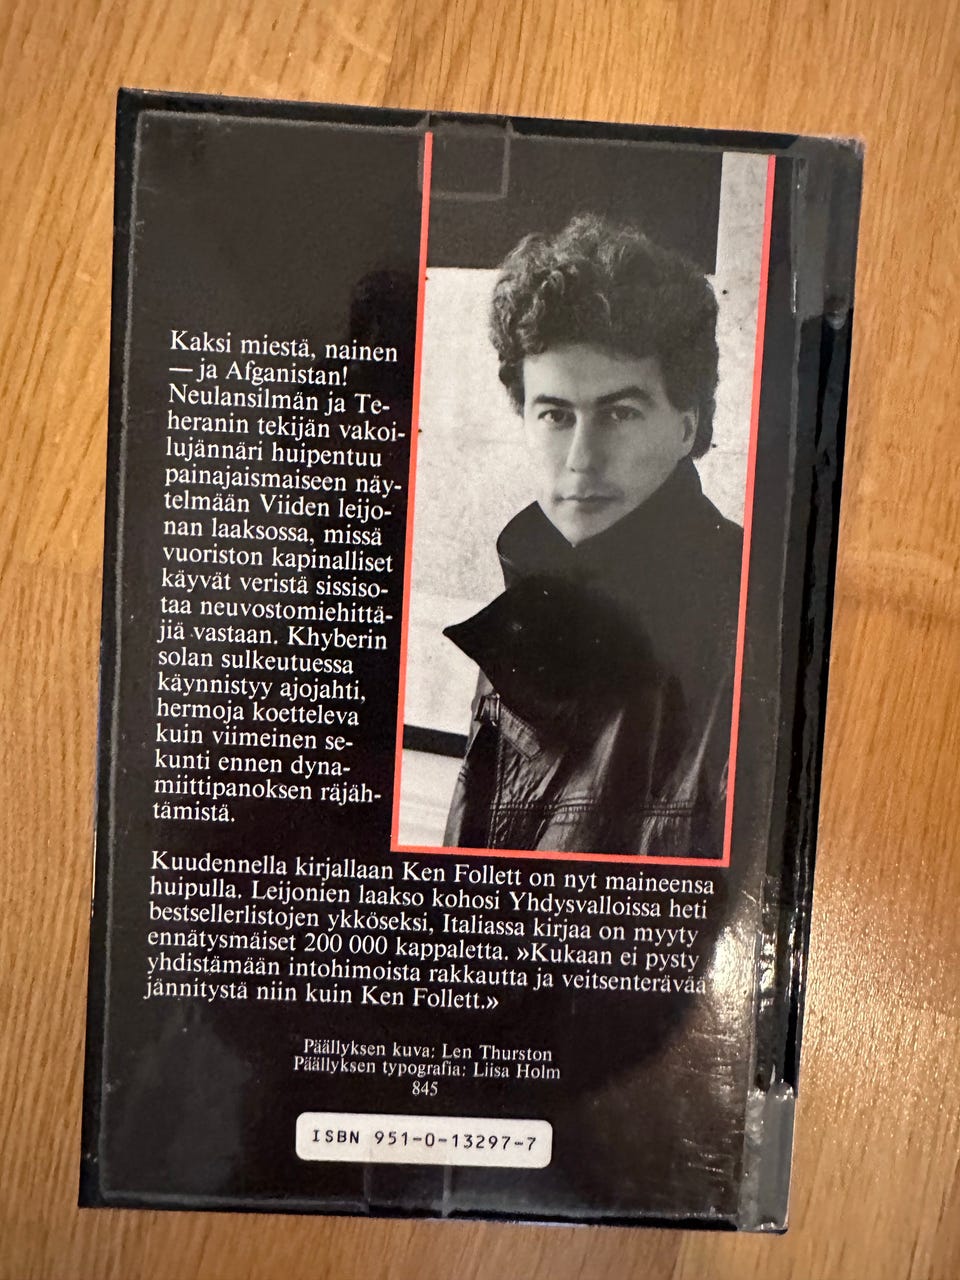 Kaksi miestä, nainen
— ja Afganistan!
Neulansilmän ja Te-
heranin tekijän vakoi-
lujännäri huipentuu
painajaismaiseen näy-
telmään Viiden leijo-
nan laaksossa, missä
vuoriston kapinalliset
käyvät veristä sissiso-
taa neuvostomiehittä-
jiä vastaan. Khyberin
solan sulkeutuessa
käynnistyy ajojahti,
hermoja koetteleva
kuin viimeinen se-
kunti ennen dyna-
miittipanoksen räjäh-
tämistä.
Kuudennella kirjallaan Ken Follett on nyt maineensa
huipulla. Leijonien laakso kohosi Yhdysvalloissa heti
bestsellerlistojen ykköseksi, Italiassa kirjaa on myyty
ennätysmäiset 200 000 kappaletta. »Kukaan ei pysty
yhdistämään intohimoista rakkautta ja veitsenterävää
jännitystä niin kuin Ken Follett.»
Päällyksen kuva: Len Thurston
Päällyksen typografia: Liisa Holm
845
ISBN 951-0-13297-7